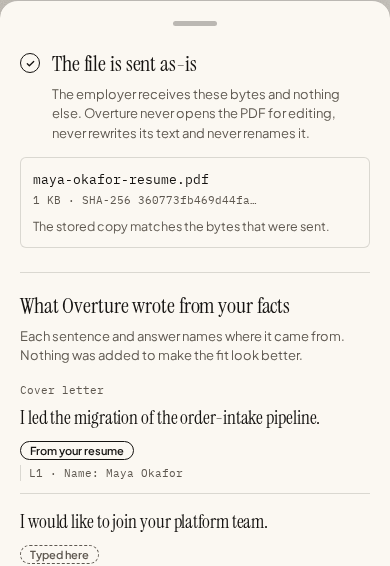 The file is sent as-is
The employer receives these bytes and nothing
else. Overture never opens the PDF for editing,
never rewrites its text and never renames it.
maya-okafor-resume.pdf
1 KB · SHA-256 360773fb469d44fa…
The stored copy matches the bytes that were sent.
What Overture wrote from your facts
Each sentence and answer names where it came from.
Nothing was added to make the fit look better.
Cover letter
I led the migration of the order-intake pipeline.
From your resume
L1 · Name: Maya Okafor
I would like to join your platform team.
Typed here